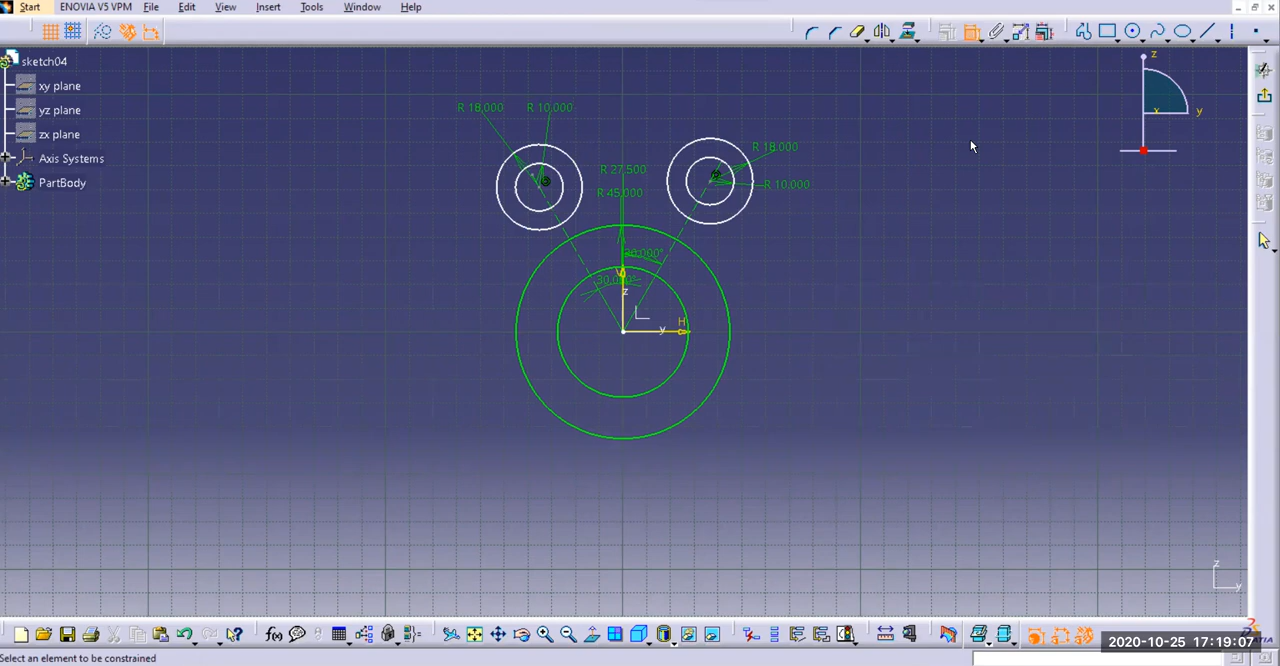 Start ENOVIA V5 VPM File Edit View Insert Tools Window Help
sketch04
xy plane
yz plane
zx plane
Axis Systems
PartBody
R 18,000 R 10,000
R 27,500
R 45,000
R 18,000
R 10,000
30,000°
30,000°
V
z
H
y
z
x
y
z
y
f(x)
2020-10-25 17:19:07
Select an element to be constrained